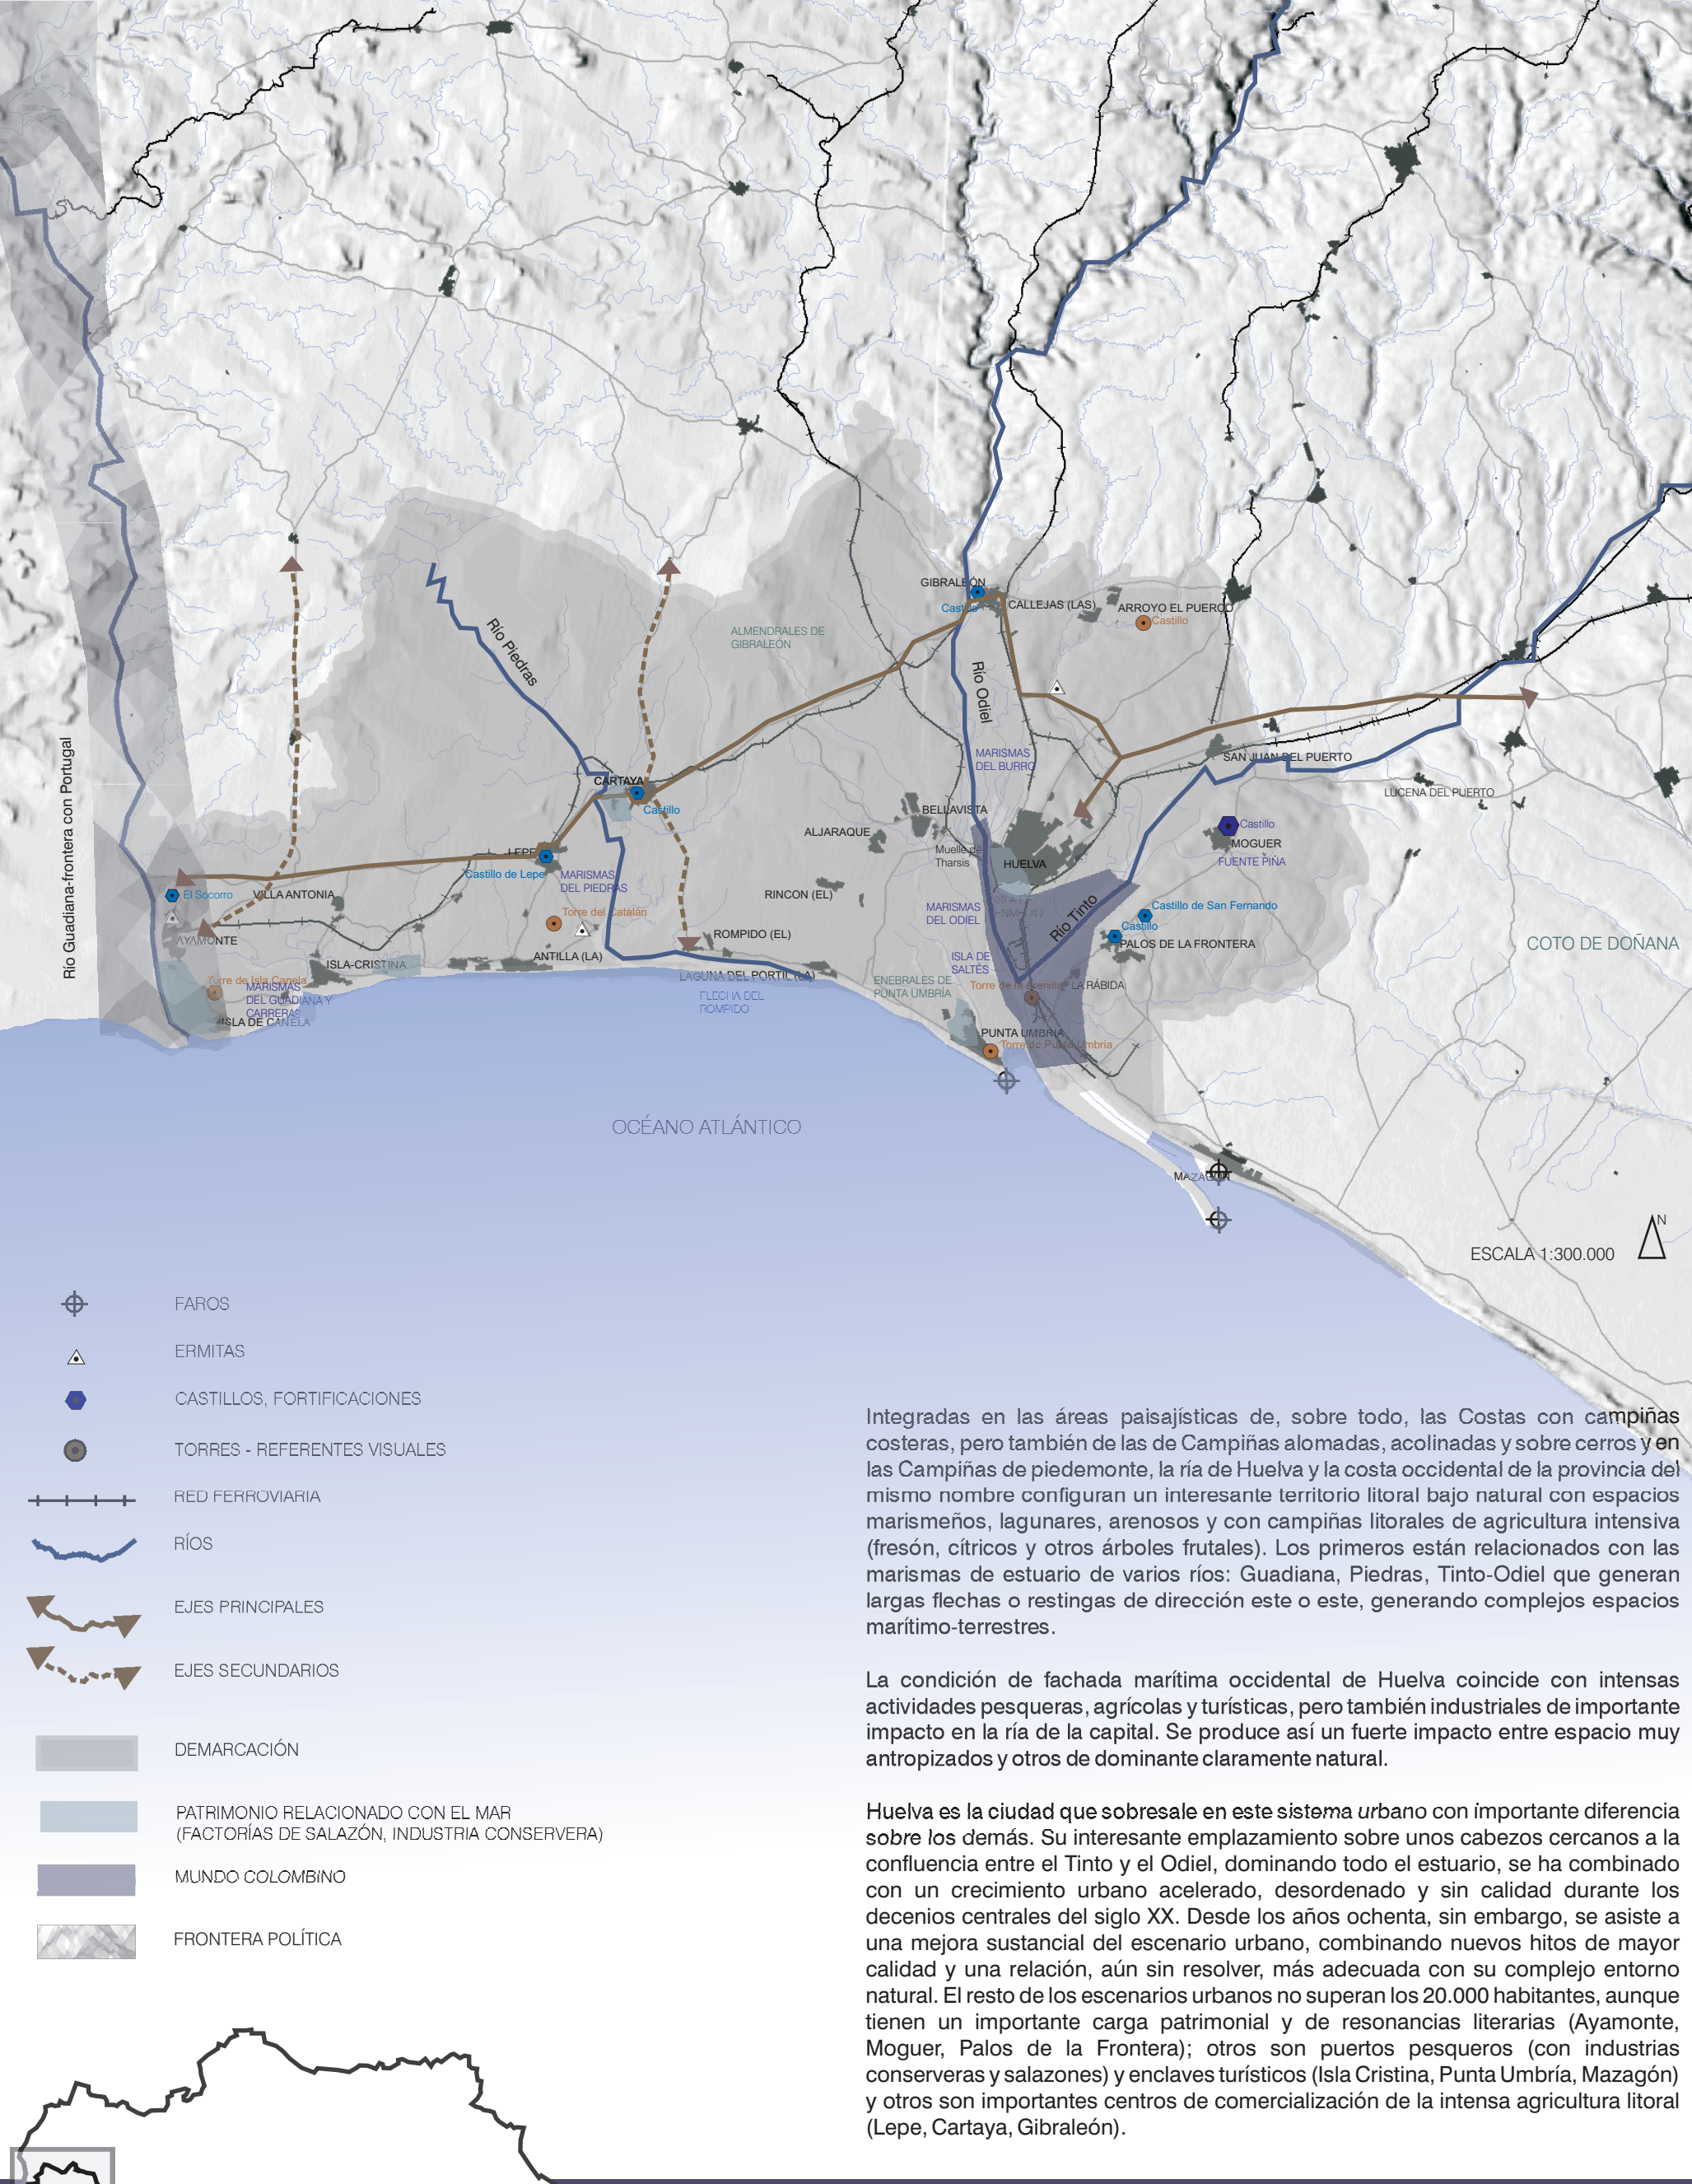 GIBRALEÓN
Castillo
CALLEJAS (LAS)
ARROYO EL PUERCO
Castillo
ALMENDRALES DE
GIBRALEÓN
Río Piedras
Río Odiel
MARISMAS
DEL BURRO
SAN JUAN DEL PUERTO
LUCENA DEL PUERTO
CARTAYA
Castillo
BELLAVISTA
ALJARAQUE
Muelle de
Tharsis
HUELVA
Castillo
MOGUER
FUENTE PIÑA
LEPE
Castillo de Lepe
MARISMAS
DEL PIEDRAS
RINCON (EL)
Río Guadiana-frontera con Portugal
El Socorro
VILLA ANTONIA
Torre del Catalán
MARISMAS
DEL ODIEL
Río Tinto
Castillo de San Fernando
Castillo
PALOS DE LA FRONTERA
COTO DE DOÑANA
AYAMONTE
ROMPIDO (EL)
ANTILLA (LA)
ISLA-CRISTINA
ISLA DE
SALTÉS
LAGUNA DEL PORTIL (LA)
Torre de Isla Canela
MARISMAS
DEL GUADIANA Y
CARRERAS
ISLA DE CANELA
FLECHA DEL
ROMPIDO
ENEBRALES DE
PUNTA UMBRÍA
Torre de la Arenilla
LA RÁBIDA
PUNTA UMBRIA
Torre de Punta Umbria
OCÉANO ATLÁNTICO
MAZAGON
N
ESCALA 1:300.000
FAROS
ERMITAS
CASTILLOS, FORTIFICACIONES
TORRES - REFERENTES VISUALES
RED FERROVIARIA
RÍOS
EJES PRINCIPALES
EJES SECUNDARIOS
DEMARCACIÓN
PATRIMONIO RELACIONADO CON EL MAR
(FACTORÍAS DE SALAZÓN, INDUSTRIA CONSERVERA)
MUNDO COLOMBINO
FRONTERA POLÍTICA
Integradas en las áreas paisajísticas de, sobre todo, las Costas con campiñas
costeras, pero también de las de Campiñas alomadas, acolinadas y sobre cerros y en
las Campiñas de piedemonte, la ría de Huelva y la costa occidental de la provincia del
mismo nombre configuran un interesante territorio litoral bajo natural con espacios
marismeños, lagunares, arenosos y con campiñas litorales de agricultura intensiva
(fresón, cítricos y otros árboles frutales). Los primeros están relacionados con las
marismas de estuario de varios ríos: Guadiana, Piedras, Tinto-Odiel que generan
largas flechas o restingas de dirección este o este, generando complejos espacios
marítimo-terrestres.
La condición de fachada marítima occidental de Huelva coincide con intensas
actividades pesqueras, agrícolas y turísticas, pero también industriales de importante
impacto en la ría de la capital. Se produce así un fuerte impacto entre espacio muy
antropizados y otros de dominante claramente natural.
Huelva es la ciudad que sobresale en este sistema urbano con importante diferencia
sobre los demás. Su interesante emplazamiento sobre unos cabezos cercanos a la
confluencia entre el Tinto y el Odiel, dominando todo el estuario, se ha combinado
con un crecimiento urbano acelerado, desordenado y sin calidad durante los
decenios centrales del siglo XX. Desde los años ochenta, sin embargo, se asiste a
una mejora sustancial del escenario urbano, combinando nuevos hitos de mayor
calidad y una relación, aún sin resolver, más adecuada con su complejo entorno
natural. El resto de los escenarios urbanos no superan los 20.000 habitantes, aunque
tienen un importante carga patrimonial y de resonancias literarias (Ayamonte,
Moguer, Palos de la Frontera); otros son puertos pesqueros (con industrias
conserveras y salazones) y enclaves turísticos (Isla Cristina, Punta Umbría, Mazagón)
y otros son importantes centros de comercialización de la intensa agricultura litoral
(Lepe, Cartaya, Gibraleón).